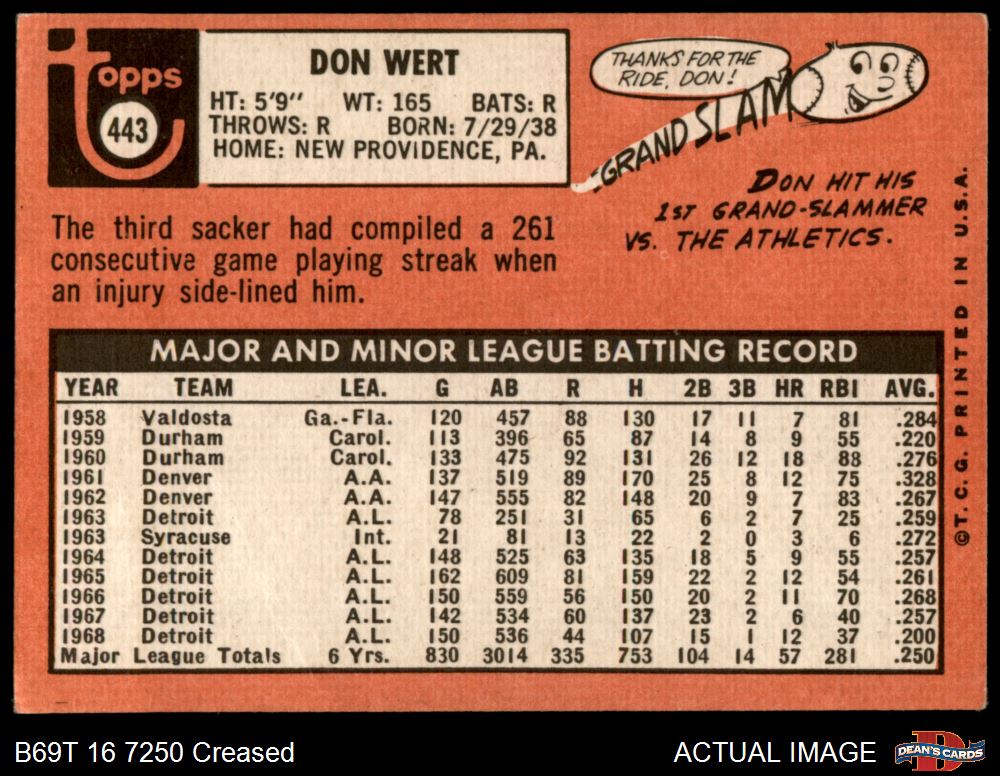 Topps
443
DON WERT
HT: 5'9" WT: 165 BATS: R
THROWS: R BORN: 7/29/38
HOME: NEW PROVIDENCE, PA.
THANKS FOR THE
RIDE, DON!
GRAND SLAM
DON HIT HIS
1ST GRAND-SLAMMER
VS. THE ATHLETICS.
The third sacker had compiled a 261
consecutive game playing streak when
an injury side-lined him.
MAJOR AND MINOR LEAGUE BATTING RECORD
YEAR TEAM LEA. G AB R H 2B 3B HR RBI AVG.
1958 Valdosta Ga.-Fla. 120 457 88 130 17 11 7 81 .284
1959 Durham Carol. 113 396 65 87 14 8 9 55 .220
1960 Durham Carol. 133 475 92 131 26 12 18 88 .276
1961 Denver A.A. 137 519 89 170 25 8 12 75 .328
1962 Denver A.A. 147 555 82 148 20 9 7 83 .267
1963 Detroit A.L. 78 251 31 65 6 2 7 25 .259
1963 Syracuse Int. 21 81 13 22 2 0 3 6 .272
1964 Detroit A.L. 148 525 63 135 18 5 9 55 .257
1965 Detroit A.L. 162 609 81 159 22 2 12 54 .261
1966 Detroit A.L. 150 559 56 150 20 2 11 70 .268
1967 Detroit A.L. 142 534 60 137 23 2 6 40 .257
1968 Detroit A.L. 150 536 44 107 15 1 12 37 .200
Major League Totals 6 Yrs. 830 3014 335 753 104 14 57 281 .250
©T.C.G. PRINTED IN U.S.A.
B69T 16 7250 Creased
ACTUAL IMAGE
DEAN'S CARDS